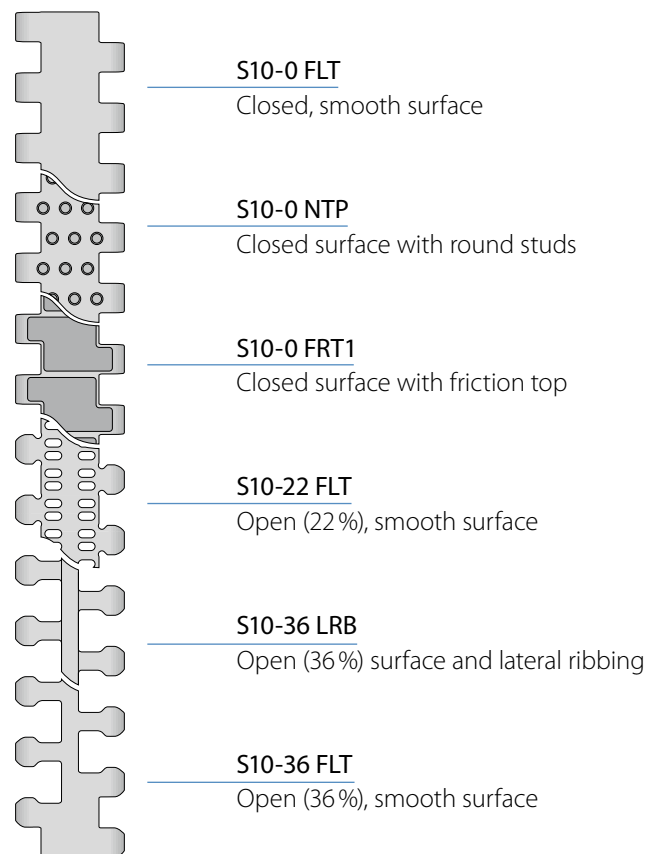 S10-0 FLT
Closed, smooth surface
S10-0 NTP
Closed surface with round studs
S10-0 FRT1
Closed surface with friction top
S10-22 FLT
Open (22 %), smooth surface
S10-36 LRB
Open (36 %) surface and lateral ribbing
S10-36 FLT
Open (36 %), smooth surface